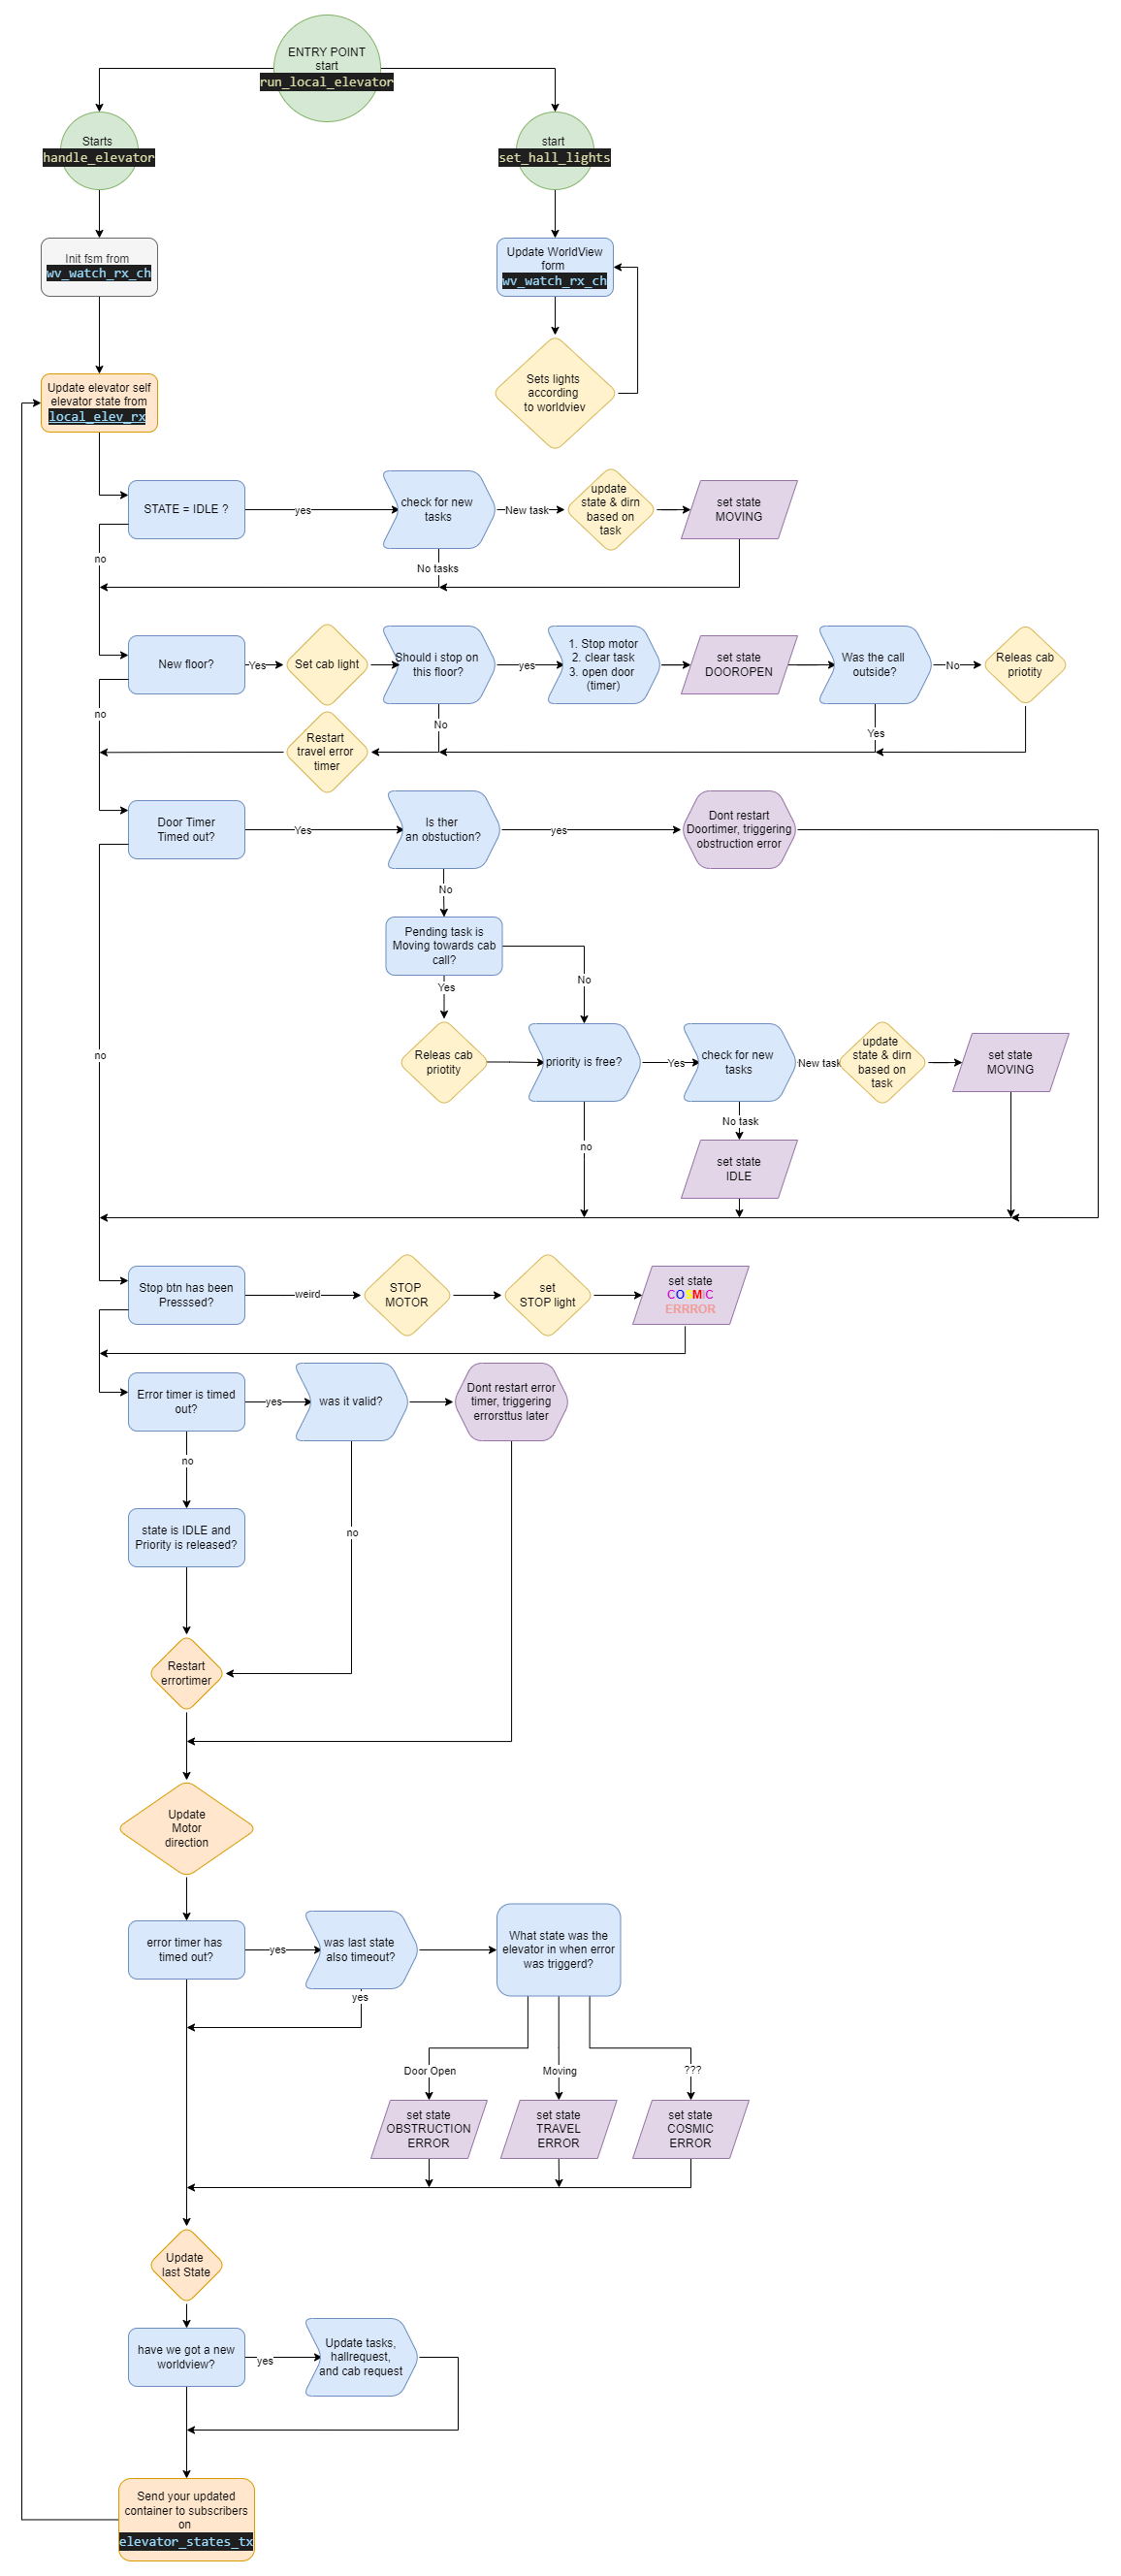 ENTRY POINT
start
run_local_elevator
Starts
handle_elevator
start
set_hall_lights
Init fsm from
wv_watch_rx_ch
Update WorldView
form
wv_watch_rx_ch
Sets lights
according
to worldviev
Update elevator self
elevator state from
local_elev_rx
STATE = IDLE ?
yes
check for new
tasks
New task
update
state & dirn
based on
task
set state
MOVING
no
No tasks
New floor?
Yes
Set cab light
Should i stop on
this floor?
yes
1. Stop motor
2. clear task
3. open door
(timer)
set state
DOOROPEN
Was the call
outside?
No
Releas cab
priotity
no
No
Yes
Restart
travel error
timer
Door Timer
Timed out?
Yes
Is ther
an obstuction?
yes
Dont restart
Doortimer, triggering
obstruction error
No
Pending task is
Moving towards cab
call?
Yes
No
no
Releas cab
priotity
priority is free?
Yes
check for new
tasks
New task
update
state & dirn
based on
task
set state
MOVING
No task
no
set state
IDLE
Stop btn has been
Presssed?
weird
STOP
MOTOR
set
STOP light
set state
COSMIC
ERRROR
Error timer is timed
out?
yes
was it valid?
Dont restart error
timer, triggering
errorsttus later
no
state is IDLE and
Priority is released?
no
Restart
errortimer
Update
Motor
direction
error timer has
timed out?
yes
was last state
also timeout?
What state was the
elevator in when error
was triggerd?
yes
Door Open
Moving
???
set state
OBSTRUCTION
ERROR
set state
TRAVEL
ERROR
set state
COSMIC
ERROR
Update
last State
have we got a new
worldview?
yes
Update tasks,
hallrequest,
and cab request
Send your updated
container to subscribers
on
elevator_states_tx